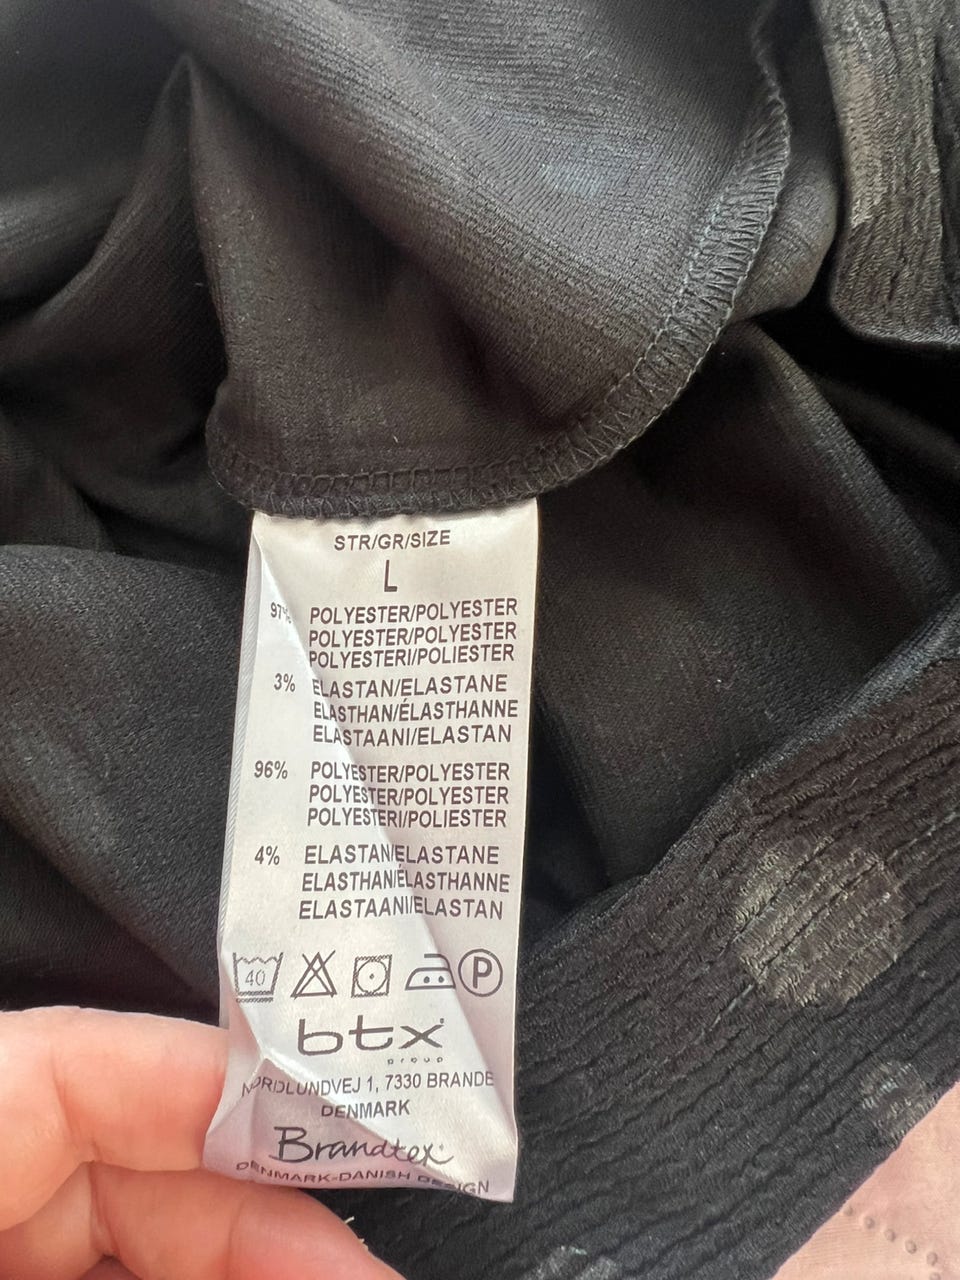 STR/GR/SIZE
L
97% POLYESTER/POLYESTER
POLYESTER/POLYESTER
POLYESTERI/POLIESTER
3% ELASTAN/ELASTANE
ELASTHAN/ÉLASTHANNE
ELASTAANI/ELASTAN
96% POLYESTER/POLYESTER
POLYESTER/POLYESTER
POLYESTERI/POLIESTER
4% ELASTAN/ELASTANE
ELASTHAN/ÉLASTHANNE
ELASTAANI/ELASTAN
40 P
btx
group
NORDLUNDVEJ 1, 7330 BRANDE
DENMARK
Brandtex
DENMARK-DANISH DESIGN